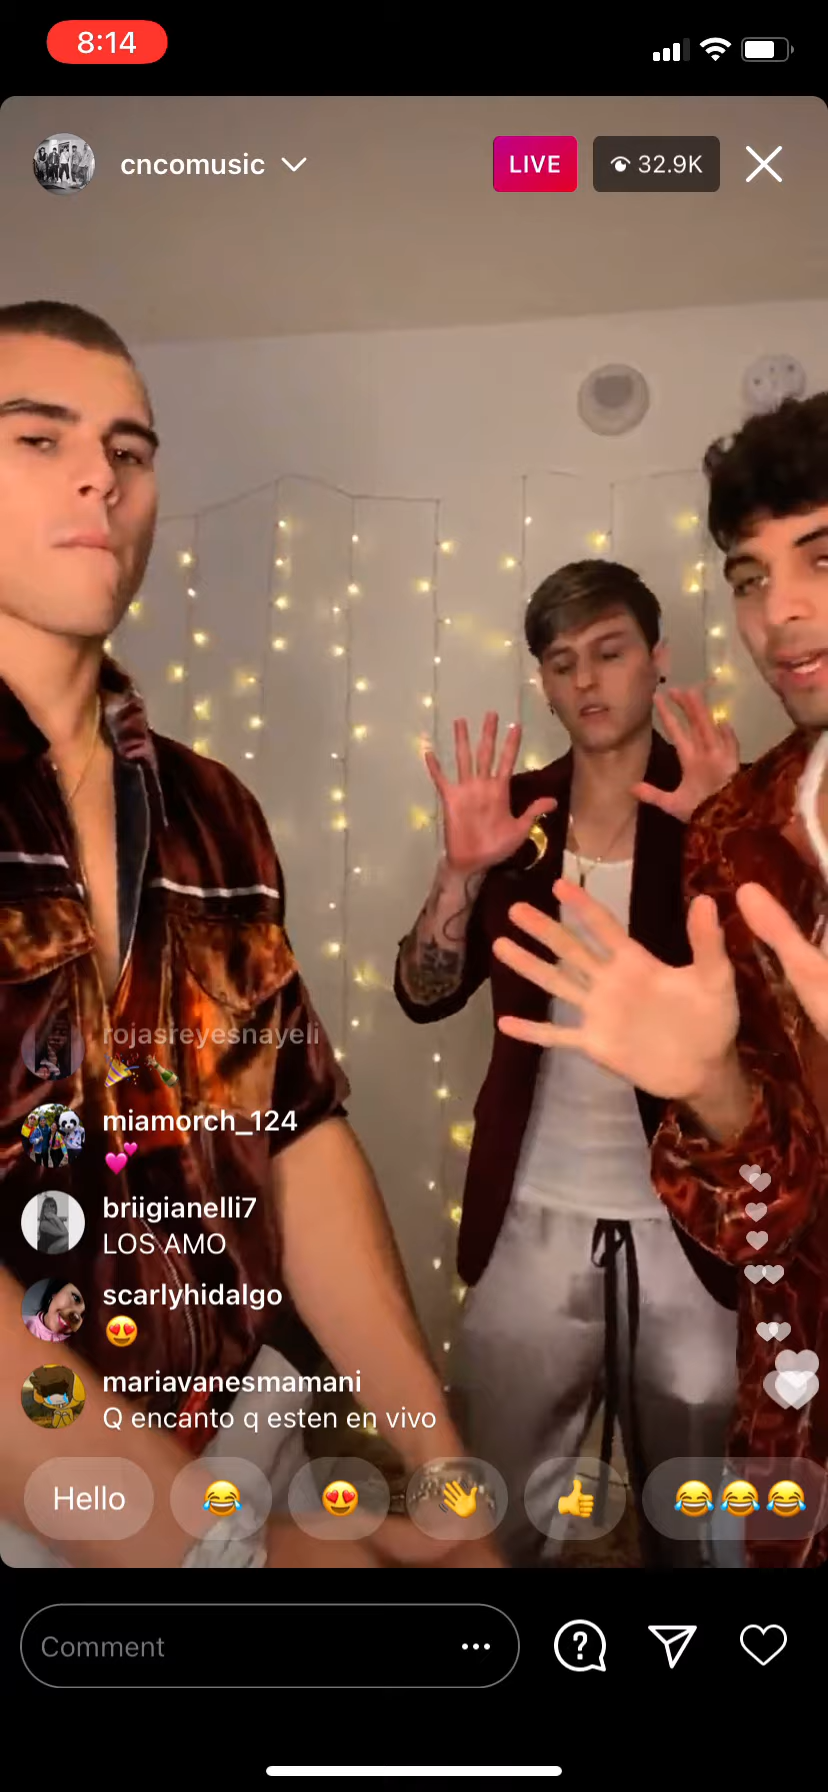 8:14
cncomusic
LIVE
32.9K
rojasreyesnayeli
miamorch_124
briigianelli7
LOS AMO
scarlyhidalgo
mariavanesmamani
Q encanto q esten en vivo
Hello
Comment